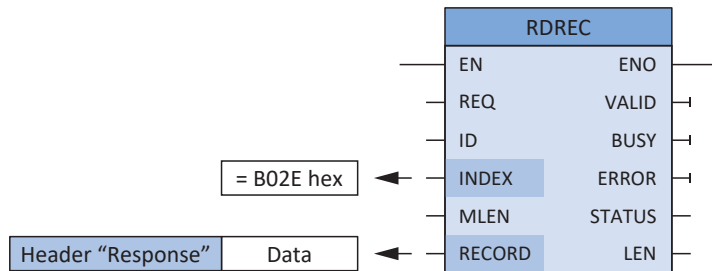 RDREC
EN ENO
REQ VALID
ID BUSY
= B02E hex INDEX ERROR
MLEN STATUS
Header “Response” Data RECORD LEN